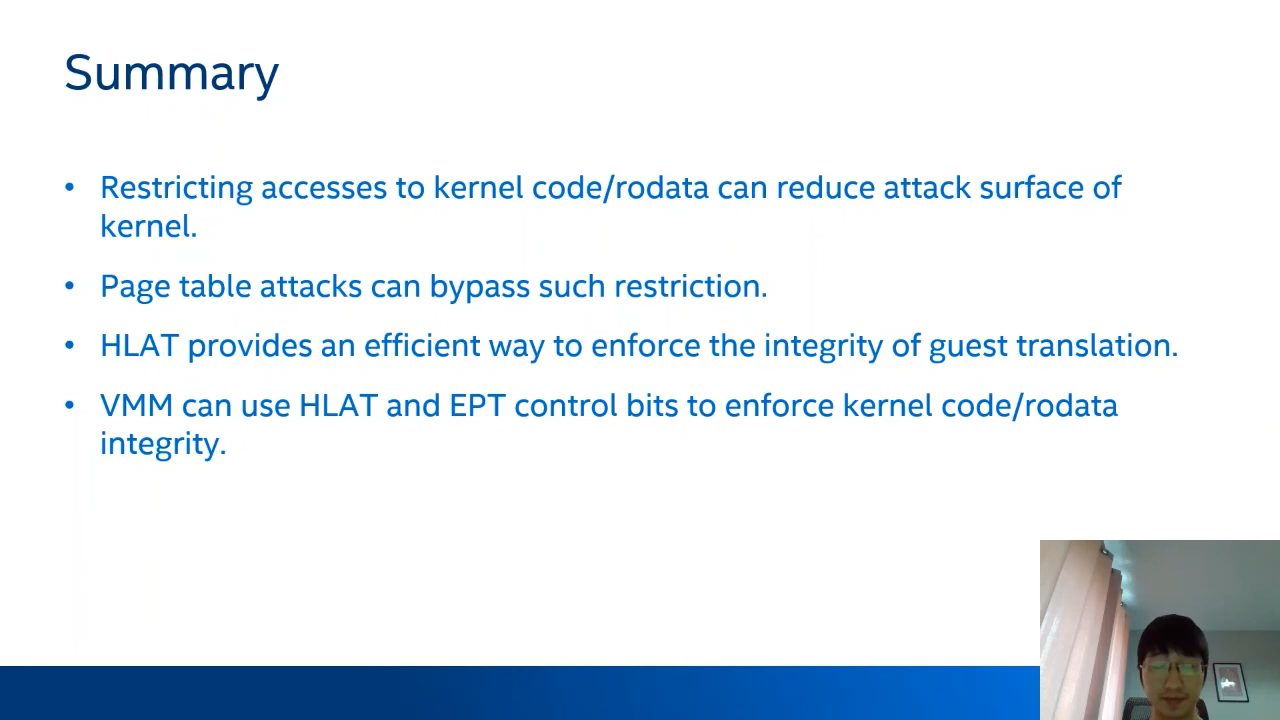 Summary
• Restricting accesses to kernel code/rodata can reduce attack surface of
kernel.
• Page table attacks can bypass such restriction.
• HLAT provides an efficient way to enforce the integrity of guest translation.
• VMM can use HLAT and EPT control bits to enforce kernel code/rodata
integrity.